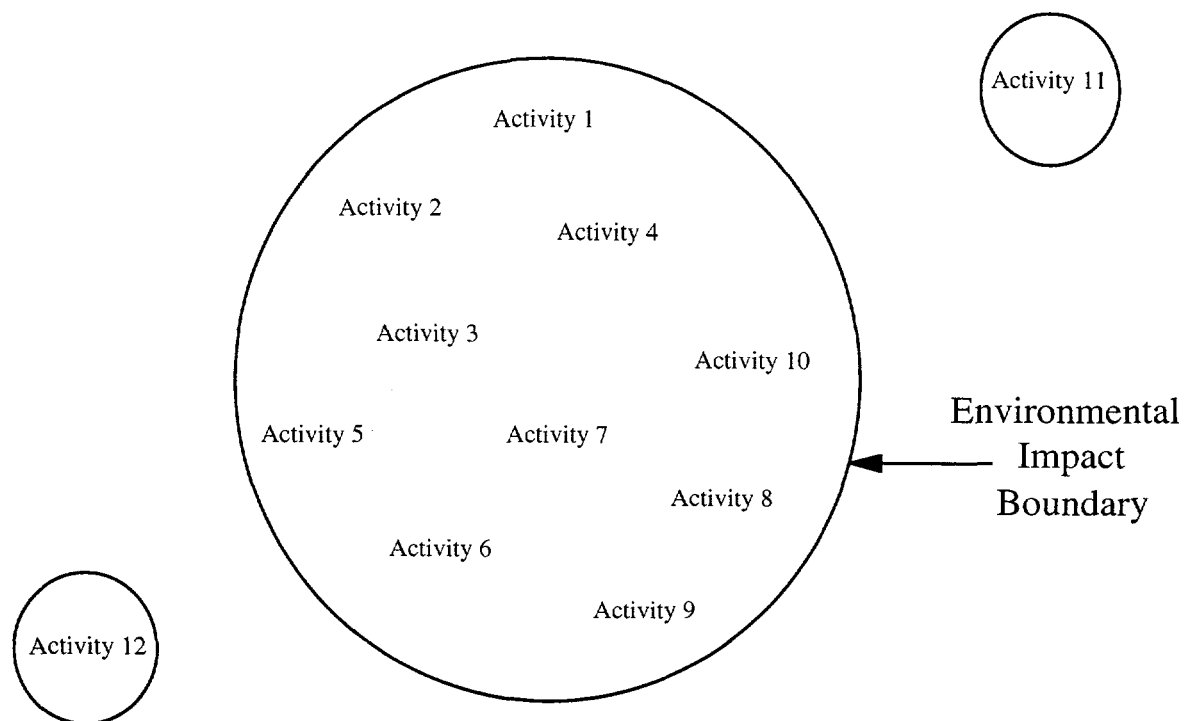 Activity 11
Activity 1
Activity 2
Activity 4
Activity 3
Activity 10
Environmental
Impact
Boundary
Activity 5
Activity 7
Activity 8
Activity 6
Activity 9
Activity 12